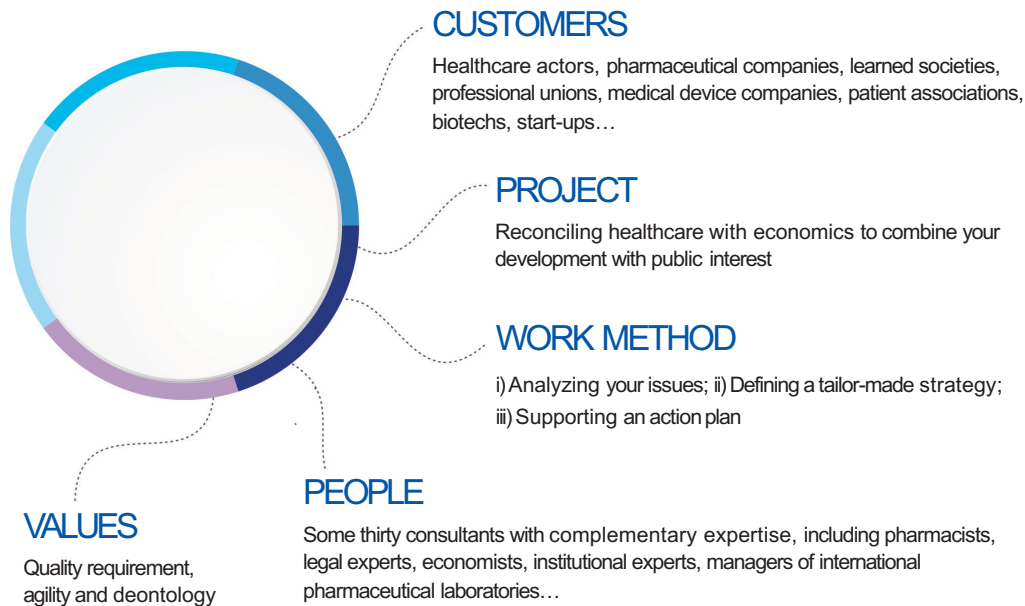 CUSTOMERS
Healthcare actors, pharmaceutical companies, learned societies,
professional unions, medical device companies, patient associations,
biotechs, start-ups…
PROJECT
Reconciling healthcare with economics to combine your
development with public interest
WORK METHOD
i) Analyzing your issues; ii) Defining a tailor-made strategy;
iii) Supporting an action plan
PEOPLE
Some thirty consultants with complementary expertise, including pharmacists,
legal experts, economists, institutional experts, managers of international
pharmaceutical laboratories…
VALUES
Quality requirement,
agility and deontology